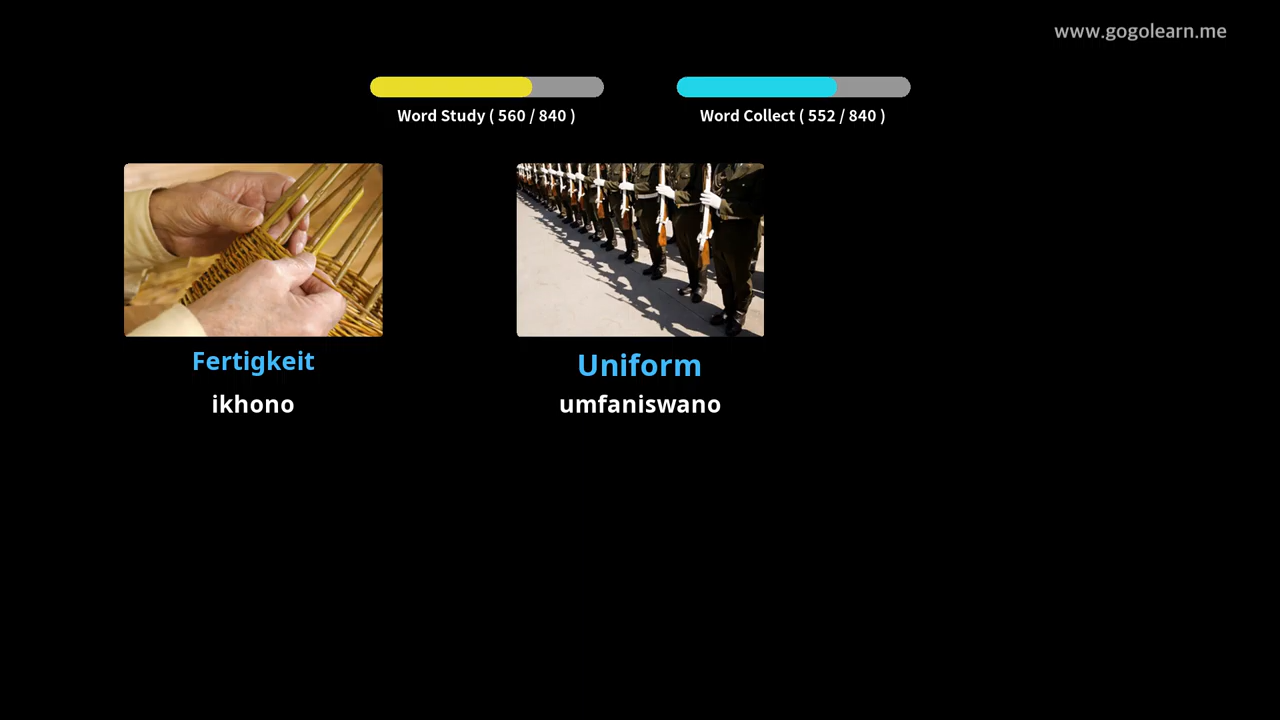 www.gogolearn.me
Word Study ( 560 / 840 )
Word Collect ( 552 / 840 )
Fertigkeit
ikhono
Uniform
umfaniswano